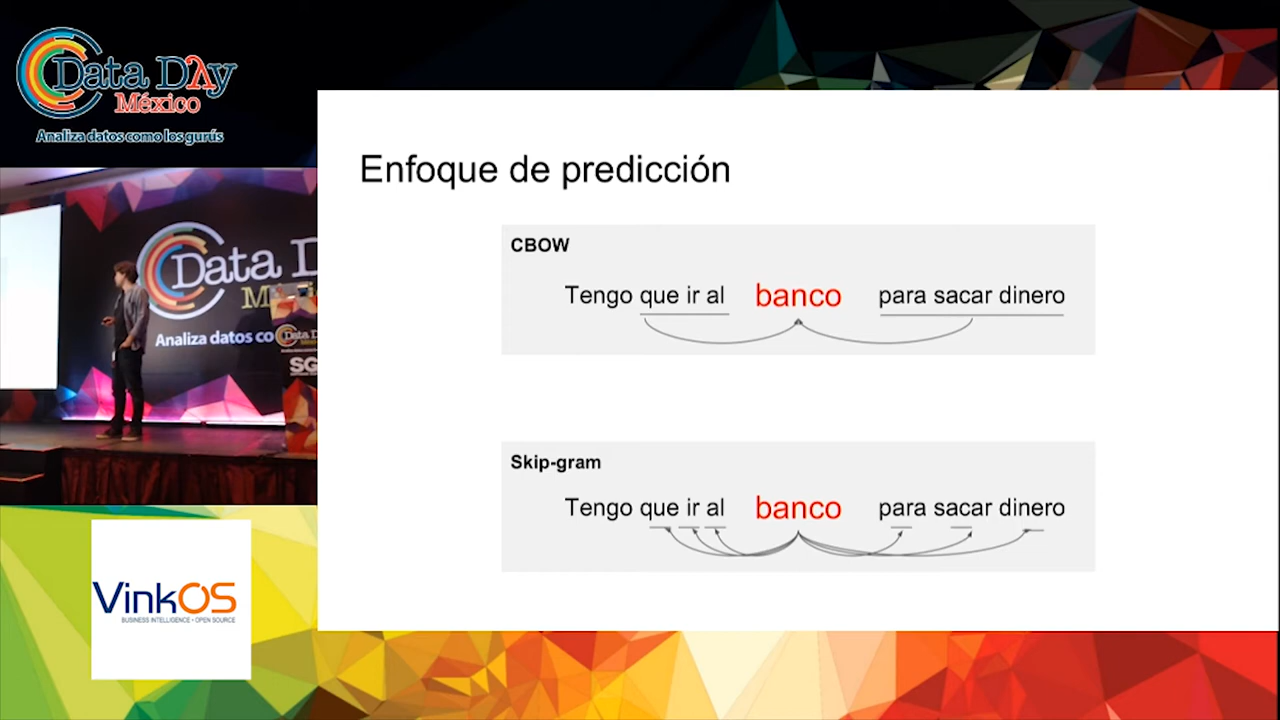 Data Day
México
Analiza datos como los gurús
Enfoque de predicción
CBOW
Tengo que ir al banco para sacar dinero
Skip-gram
Tengo que ir al banco para sacar dinero
Data D
Analiza datos co
SG
VinkOS
BUSINESS INTELLIGENCE • OPEN SOURCE